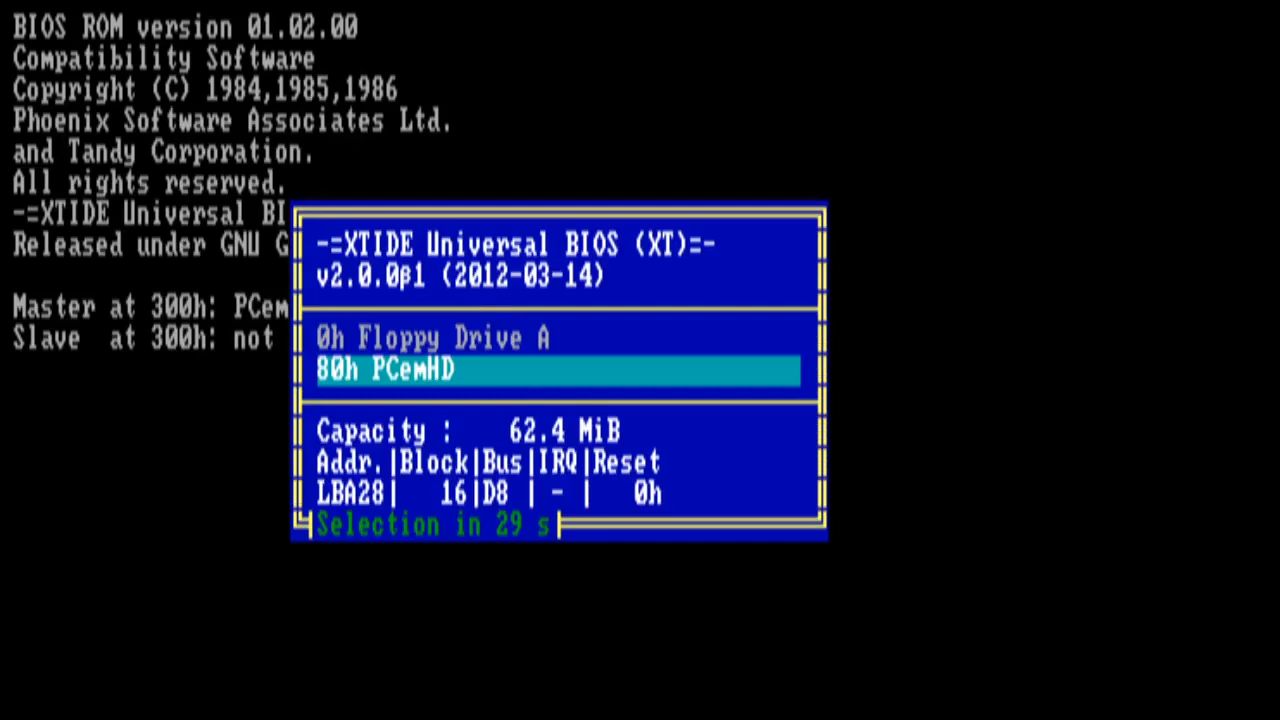 BIOS ROM version 01.02.00
Compatibility Software
Copyright (C) 1984,1985,1986
Phoenix Software Associates Ltd.
and Tandy Corporation.
All rights reserved.
-=XTIDE Universal BI
Released under GNU G
Master at 300h: PCem
Slave  at 300h: not
-=XTIDE Universal BIOS (XT)=-
v2.0.0β1 (2012-03-14)
0h Floppy Drive A
80h PCemHD
Capacity :    62.4 MiB
Addr.|Block|Bus|IRQ|Reset
LBA28|   16|D8 | - |   0h
Selection in 29 s